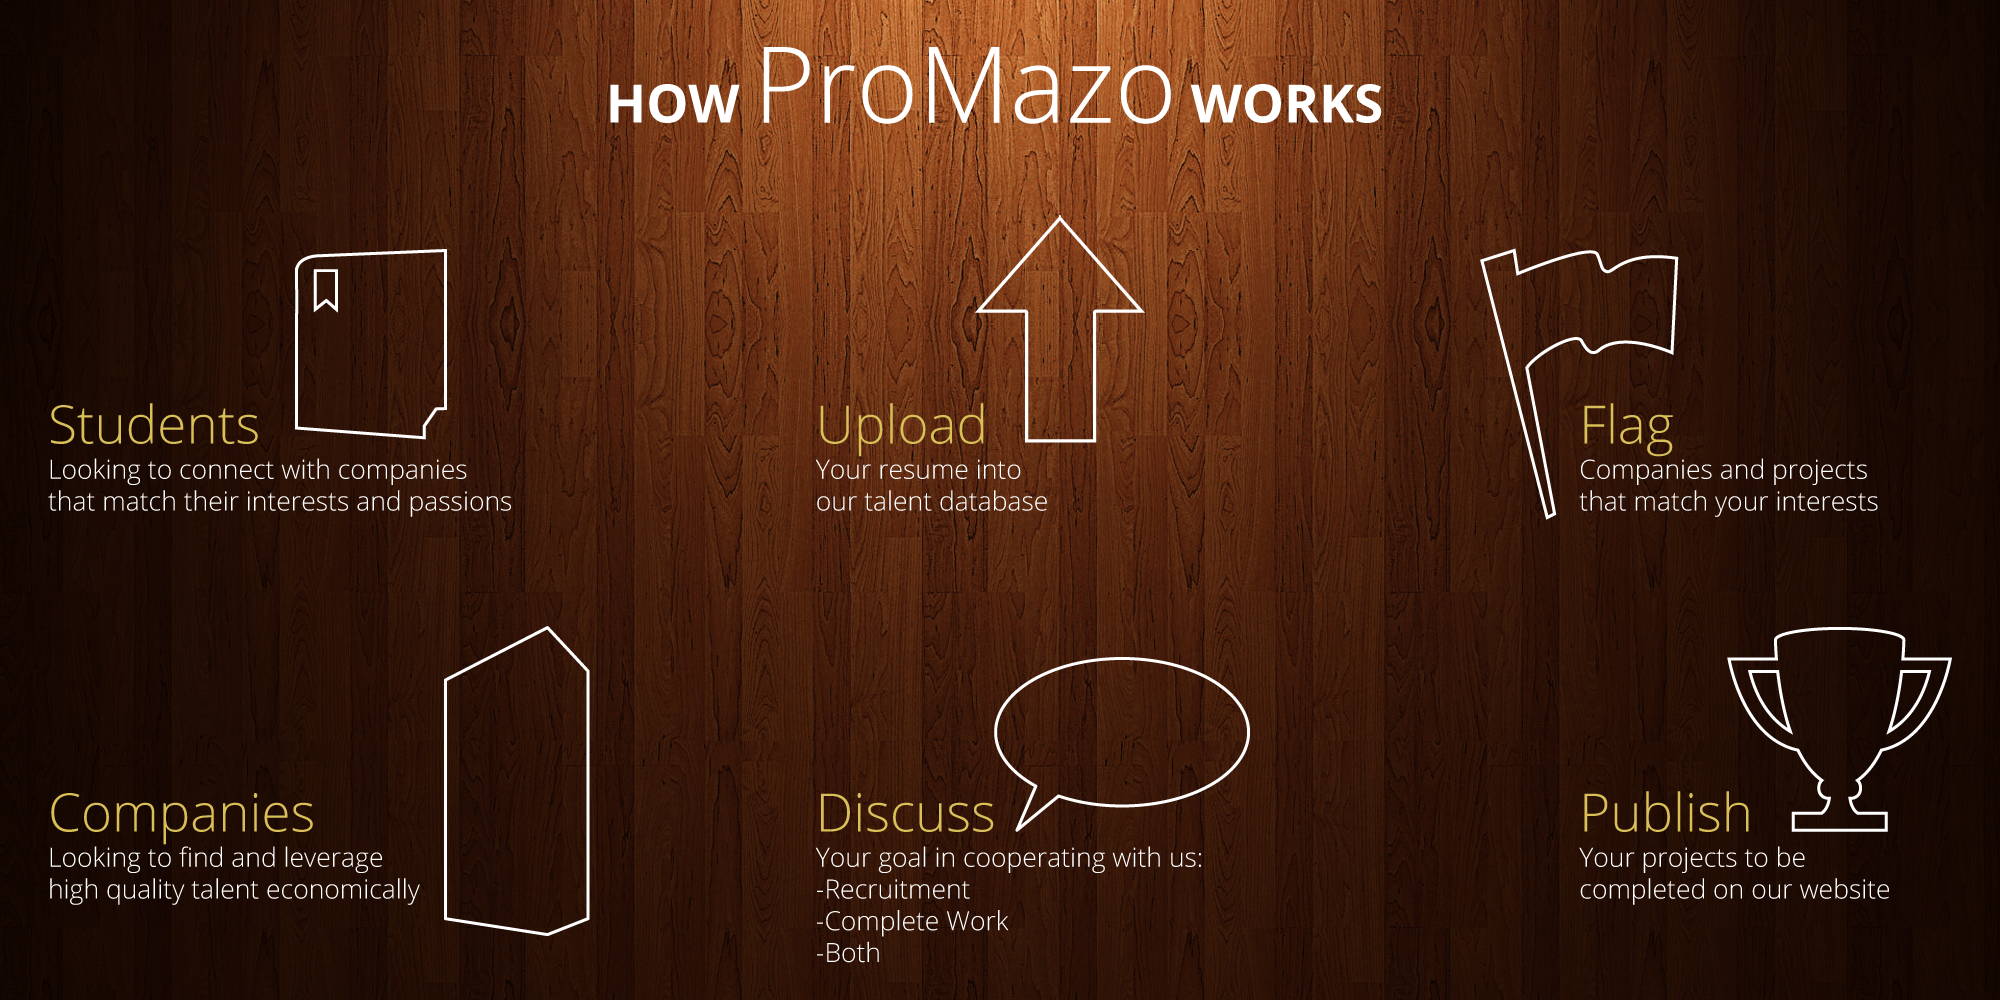 HOW ProMazo WORKS
Students
Looking to connect with companies
that match their interests and passions
Upload
Your resume into
our talent database
Flag
Companies and projects
that match your interests
Companies
Looking to find and leverage
high quality talent economically
Discuss
Your goal in cooperating with us:
-Recruitment
-Complete Work
-Both
Publish
Your projects to be
completed on our website